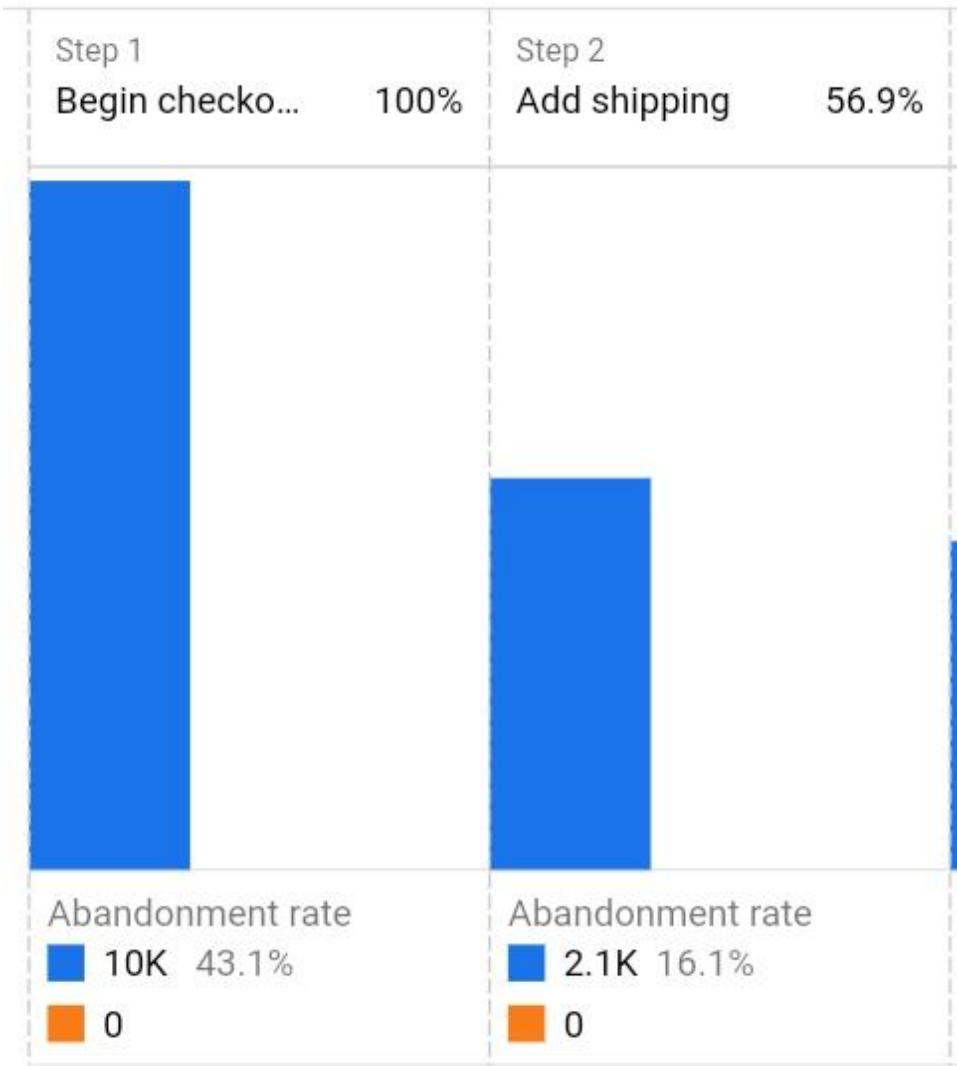 Step 1
Begin checko...
100%
Step 2
Add shipping
56.9%
Abandonment rate
10K 43.1%
0
Abandonment rate
2.1K 16.1%
0